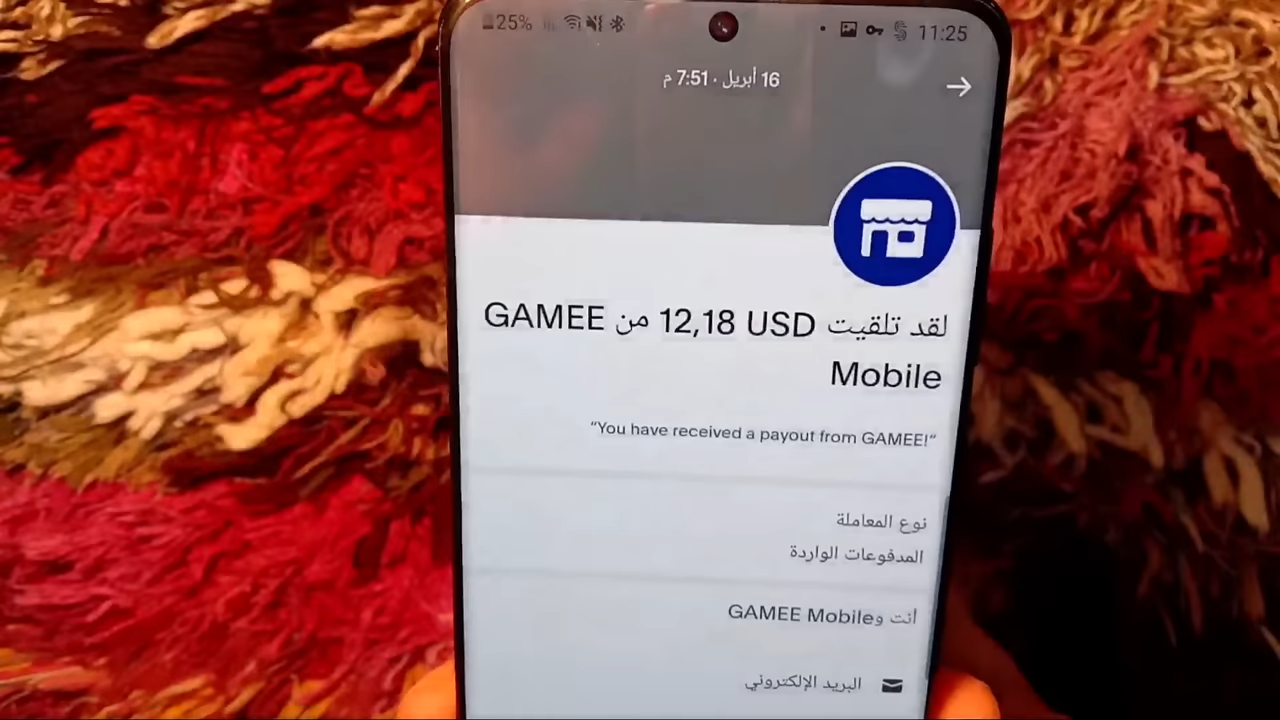 25% 11:25
16 أبريل · 7:51 م
لقد تلقيت 12,18 USD من GAMEE
Mobile
"You have received a payout from GAMEE!"
نوع المعاملة
المدفوعات الواردة
أنت وGAMEE Mobile
البريد الإلكتروني